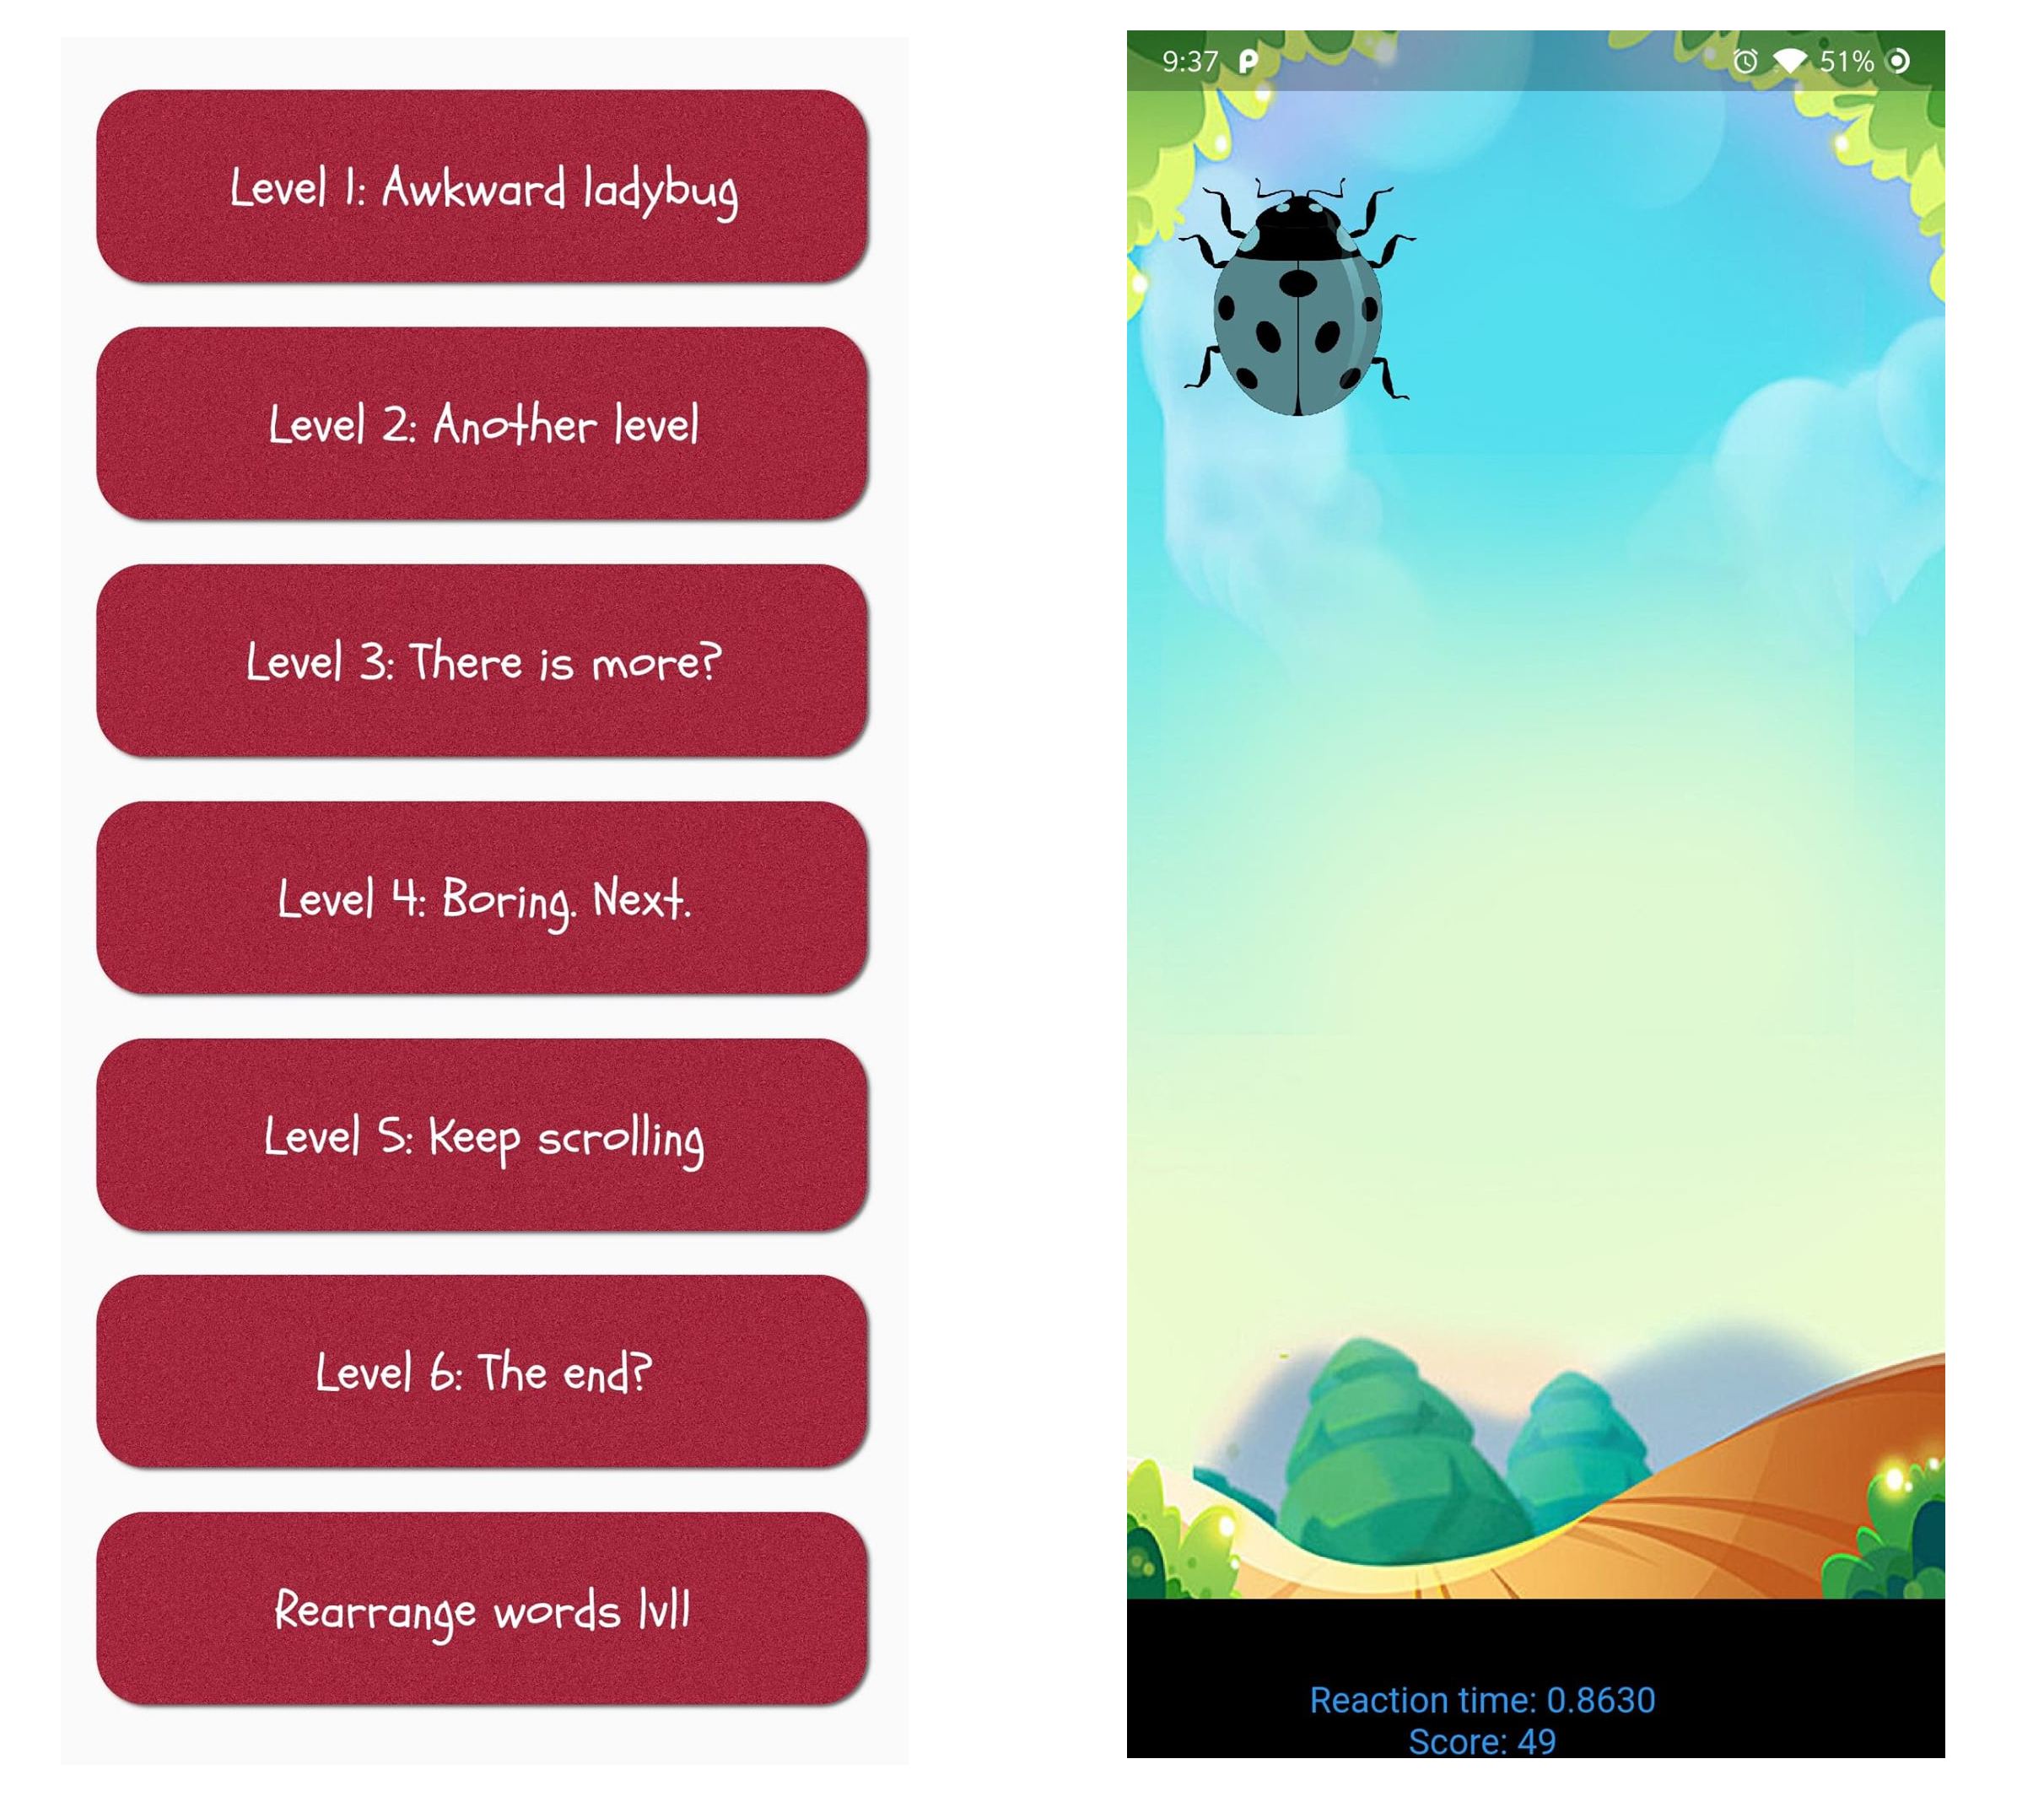 Level 1: Awkward ladybug
Level 2: Another level
Level 3: There is more?
Level 4: Boring. Next.
Level 5: Keep scrolling
Level 6: The end?
Rearrange words lvl1
9:37 P 51%
Reaction time: 0.8630
Score: 49